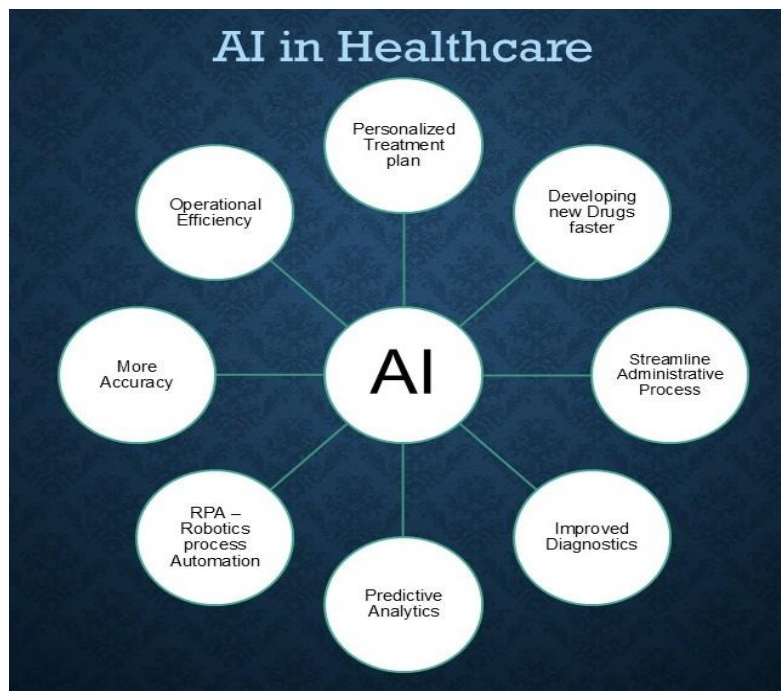 AI in Healthcare
Personalized
Treatment
plan
Developing
new Drugs
faster
Streamline
Administrative
Process
Improved
Diagnostics
Predictive
Analytics
RPA –
Robotics
process
Automation
More
Accuracy
Operational
Efficiency
AI